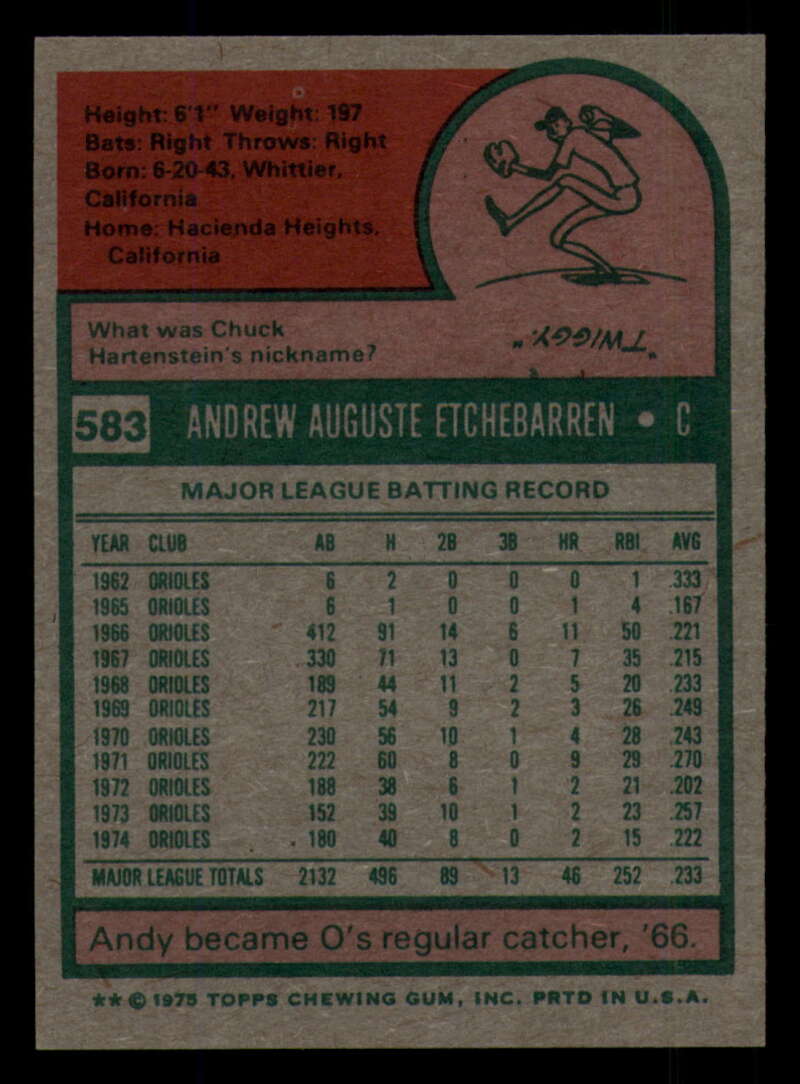 Height: 6'1" Weight: 197
Bats: Right Throws: Right
Born: 6-20-43, Whittier,
California
Home: Hacienda Heights,
California
What was Chuck
Hartenstein's nickname?
"TWIGGY."
583 ANDREW AUGUSTE ETCHEBARREN • C
MAJOR LEAGUE BATTING RECORD
YEAR CLUB AB H 2B 3B HR RBI AVG
1962 ORIOLES 6 2 0 0 0 1 .333
1965 ORIOLES 6 1 0 0 1 4 .167
1966 ORIOLES 412 91 14 6 11 50 .221
1967 ORIOLES 330 71 13 0 7 35 .215
1968 ORIOLES 189 44 11 2 5 20 .233
1969 ORIOLES 217 54 9 2 3 26 .249
1970 ORIOLES 230 56 10 1 4 28 .243
1971 ORIOLES 222 60 8 0 9 29 .270
1972 ORIOLES 188 38 6 1 2 21 .202
1973 ORIOLES 152 39 10 1 2 23 .257
1974 ORIOLES 180 40 8 0 2 15 .222
MAJOR LEAGUE TOTALS 2132 496 89 13 46 252 .233
Andy became O's regular catcher, '66.
** © 1975 TOPPS CHEWING GUM, INC. PRTD IN U.S.A.